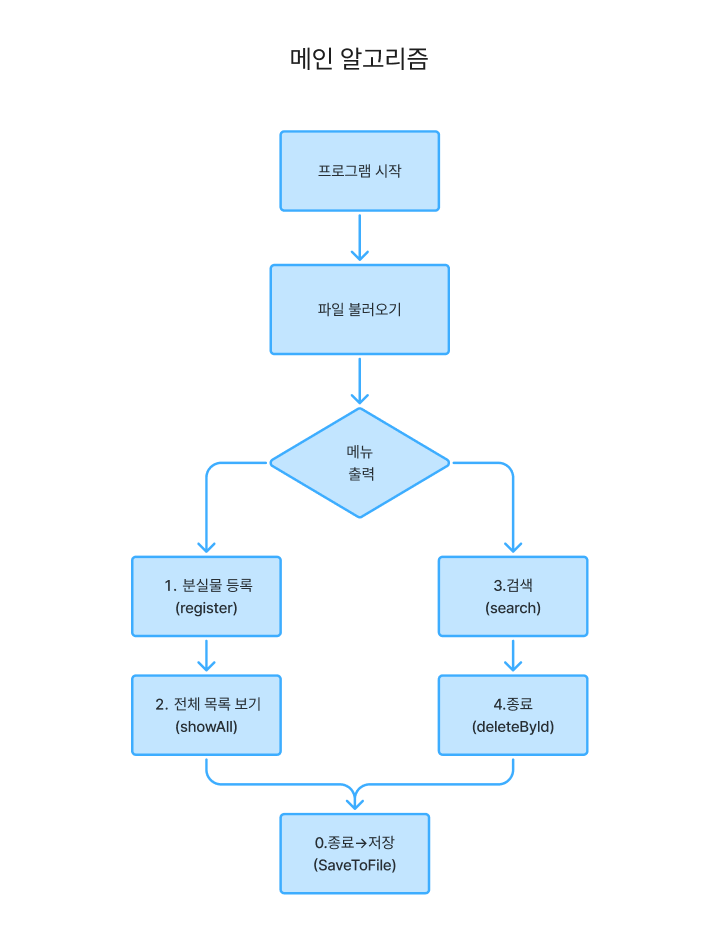 메인 알고리즘
프로그램 시작
파일 불러오기
메뉴
출력
1. 분실물 등록
(register)
2. 전체 목록 보기
(showAll)
3.검색
(search)
4.종료
(deleteById)
0.종료→저장
(SaveToFile)